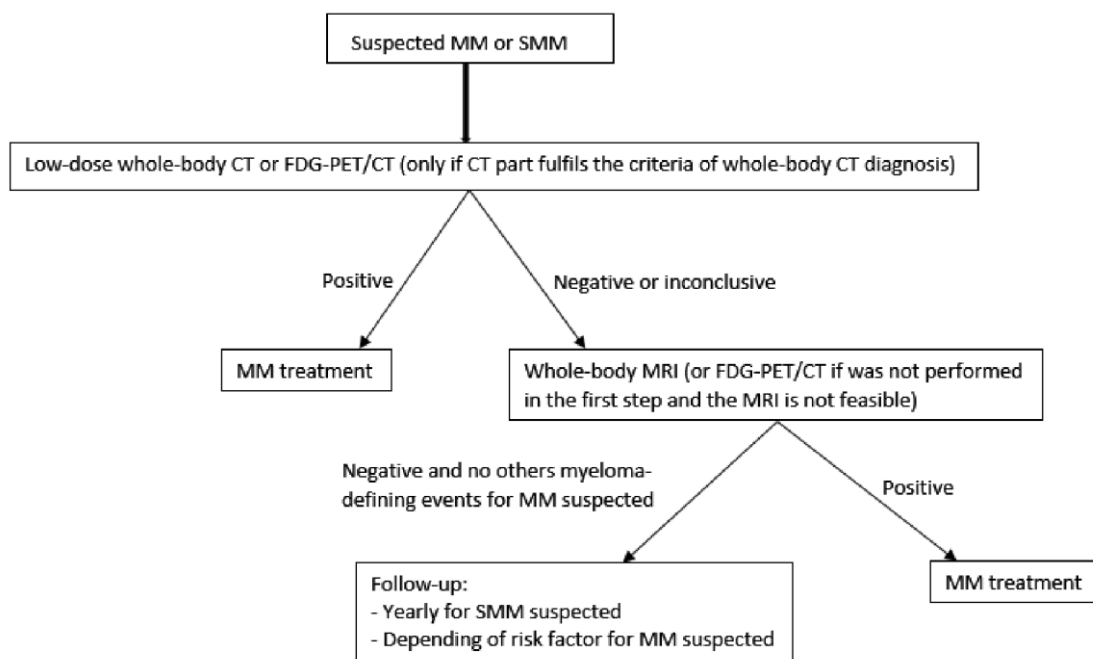 Suspected MM or SMM
Low-dose whole-body CT or FDG-PET/CT (only if CT part fulfils the criteria of whole-body CT diagnosis)
Positive
Negative or inconclusive
MM treatment
Whole-body MRI (or FDG-PET/CT if was not performed
in the first step and the MRI is not feasible)
Negative and no others myeloma-
defining events for MM suspected
Positive
Follow-up:
- Yearly for SMM suspected
- Depending of risk factor for MM suspected
MM treatment